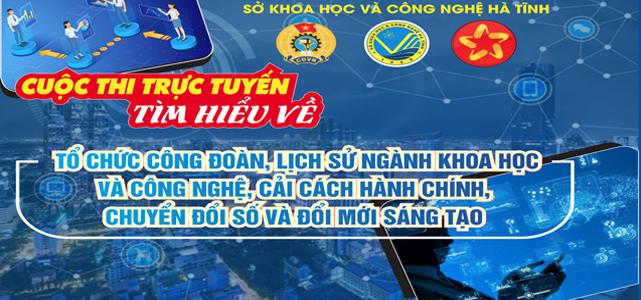 SỞ KHOA HỌC VÀ CÔNG NGHỆ HÀ TĨNH
CUỘC THI TRỰC TUYẾN
TÌM HIỂU VỀ
TỔ CHỨC CÔNG ĐOÀN, LỊCH SỬ NGÀNH KHOA HỌC
VÀ CÔNG NGHỆ, CẢI CÁCH HÀNH CHÍNH,
CHUYỂN ĐỔI SỐ VÀ ĐỔI MỚI SÁNG TẠO